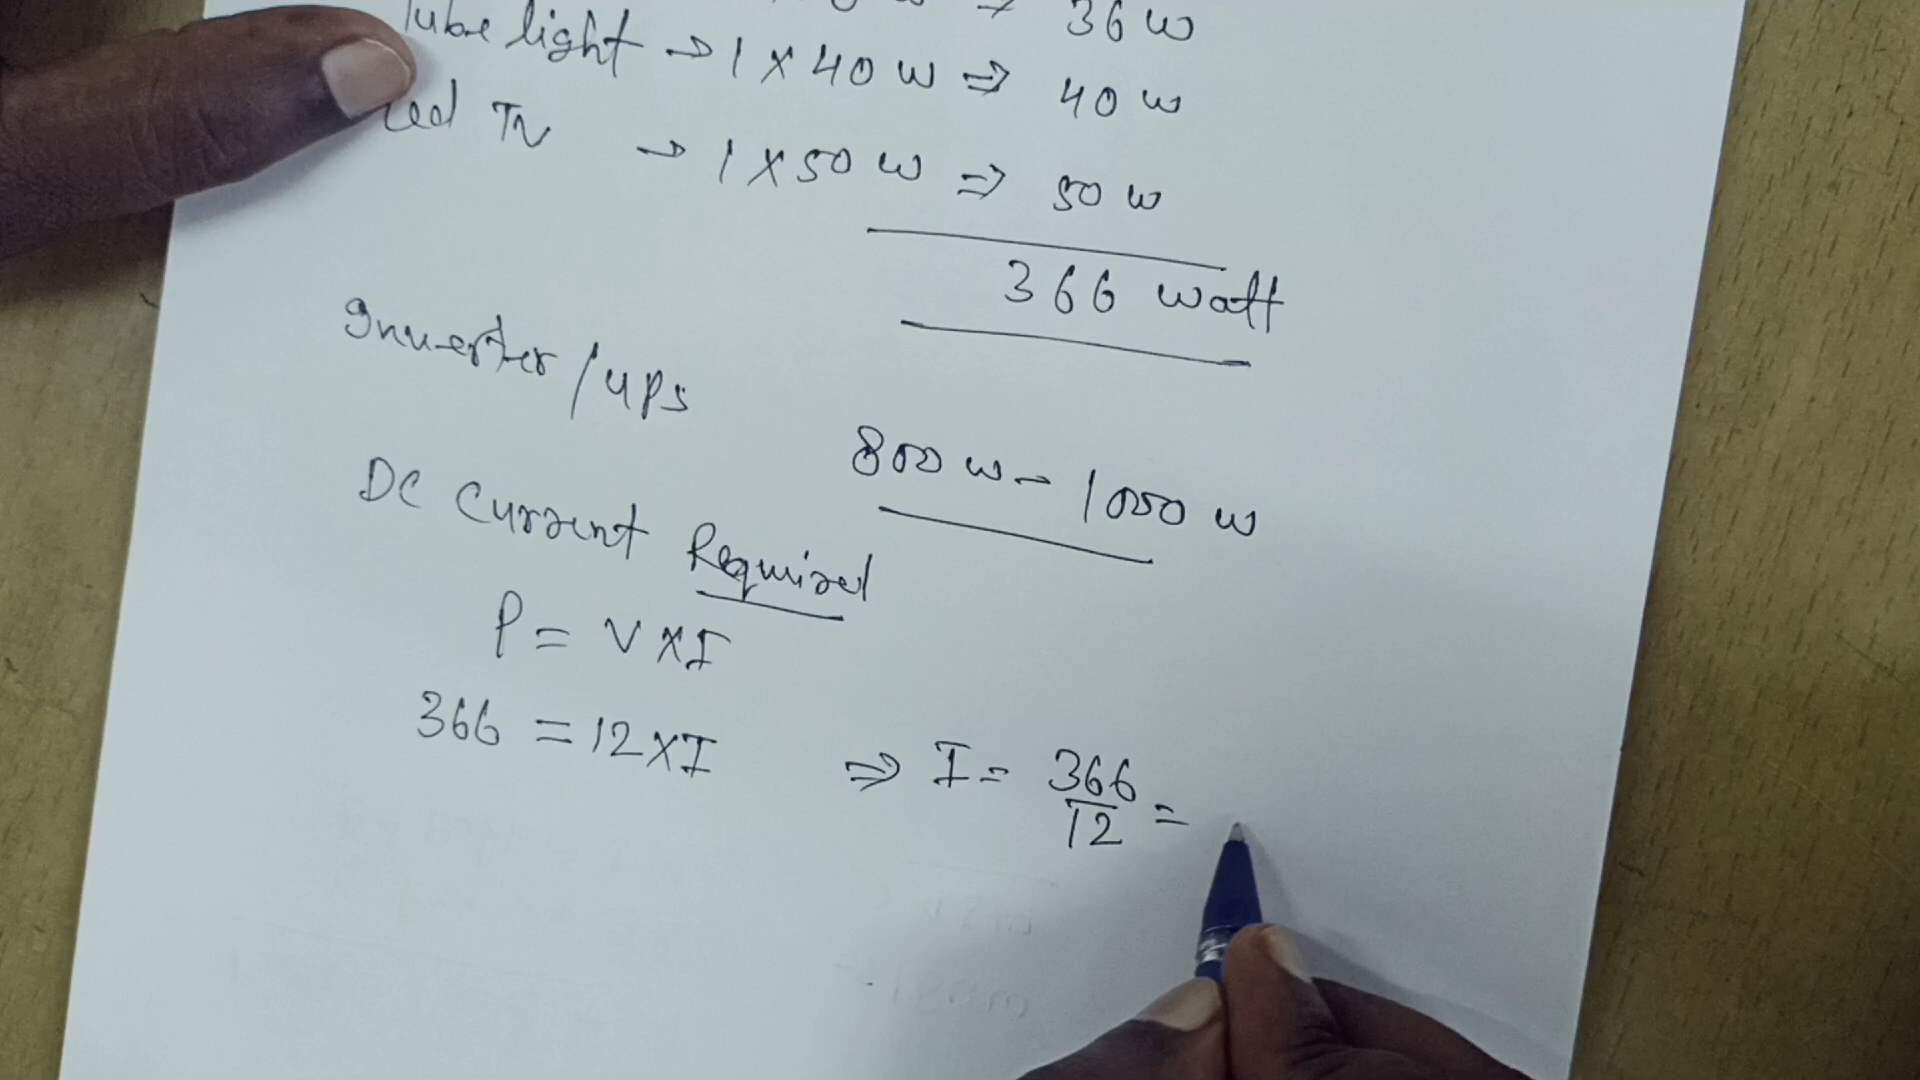 ⇒ 36 w
Tube light → 1 X 40 w ⇒ 40 w
Led TV → 1 X 50 w ⇒ 50 w
366 watt
Inverter / ups
800 w - 1000 w
DC Current Required
P = V X I
366 = 12 X I ⇒ I = 366/12 =